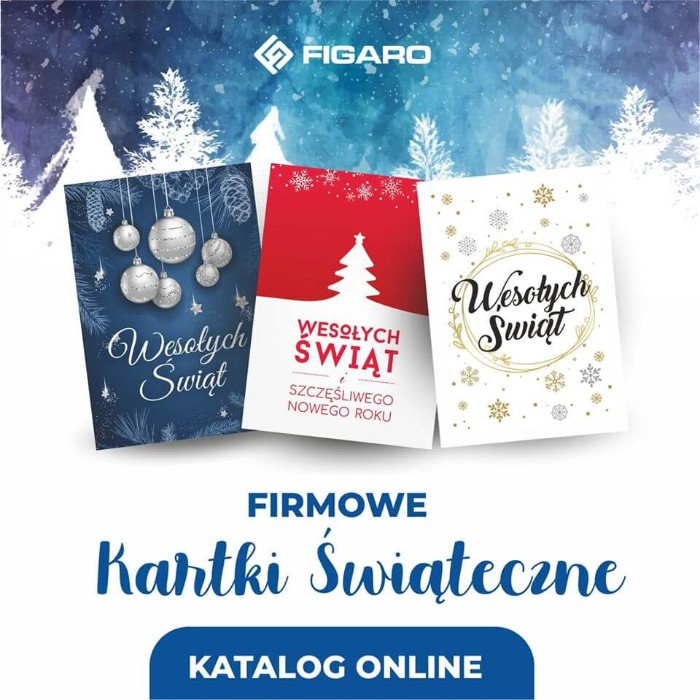 FIGARO
Wesołych
Świąt
WESOŁYCH
ŚWIĄT
i
SZCZĘŚLIWEGO
NOWEGO ROKU
Wesołych
Świąt
FIRMOWE
Kartki Świąteczne
KATALOG ONLINE